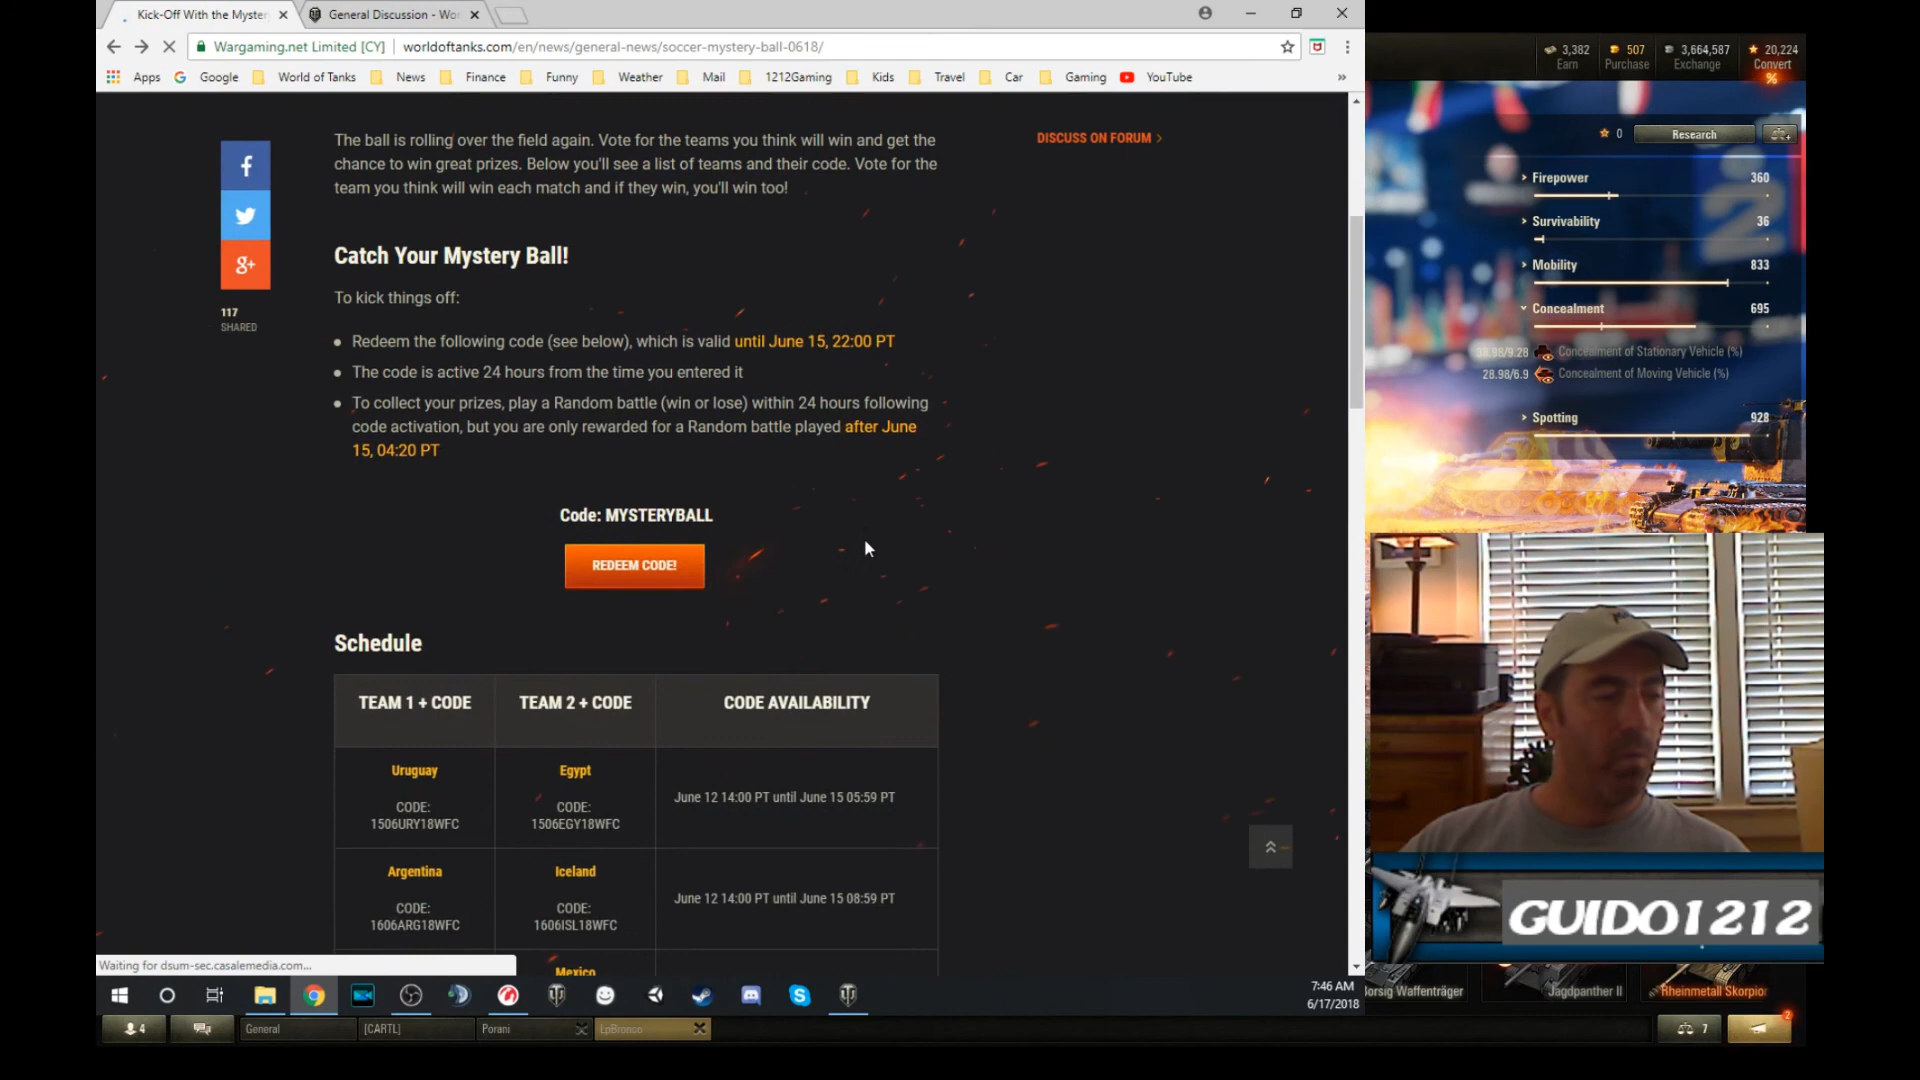 Kick-Off With the Myster
General Discussion - Wor
Wargaming.net Limited [CY] worldoftanks.com/en/news/general-news/soccer-mystery-ball-0618/
Apps Google World of Tanks News Finance Funny Weather Mail 1212Gaming Kids Travel Car Gaming YouTube »
The ball is rolling over the field again. Vote for the teams you think will win and get the
chance to win great prizes. Below you'll see a list of teams and their code. Vote for the
team you think will win each match and if they win, you'll win too!
DISCUSS ON FORUM >
f
g+
117
SHARED
Catch Your Mystery Ball!
To kick things off:
• Redeem the following code (see below), which is valid until June 15, 22:00 PT
• The code is active 24 hours from the time you entered it
• To collect your prizes, play a Random battle (win or lose) within 24 hours following
code activation, but you are only rewarded for a Random battle played after June
15, 04:20 PT
Code: MYSTERYBALL
REDEEM CODE!
Schedule
TEAM 1 + CODE TEAM 2 + CODE CODE AVAILABILITY
Uruguay Egypt
CODE: CODE:
1506URY18WFC 1506EGY18WFC
June 12 14:00 PT until June 15 05:59 PT
Argentina Iceland
CODE: CODE:
1606ARG18WFC 1606ISL18WFC
June 12 14:00 PT until June 15 08:59 PT
Mexico
Waiting for dsum-sec.casalemedia.com...
7:46 AM
6/17/2018
4 General [CARTL] Porani LpBronco
3,382 507 3,664,587 20,224
Earn Purchase Exchange Convert
%
0 Research
Firepower 360
Survivability 36
Mobility 833
Concealment 695
/9.28 Concealment of Stationary Vehicle (%)
28.98/6.9 Concealment of Moving Vehicle (%)
Spotting 928
GUIDO1212
Borsig Waffenträger Jagdpanther II Rheinmetall Skorpion
7
2